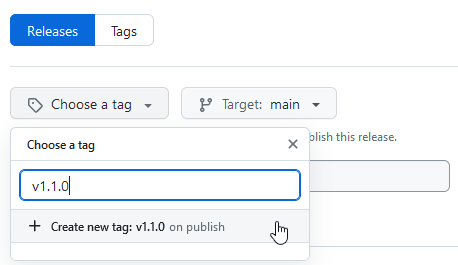 Releases Tags
Choose a tag Target: main
Choose a tag
blish this release.
v1.1.0
Create new tag: v1.1.0 on publish